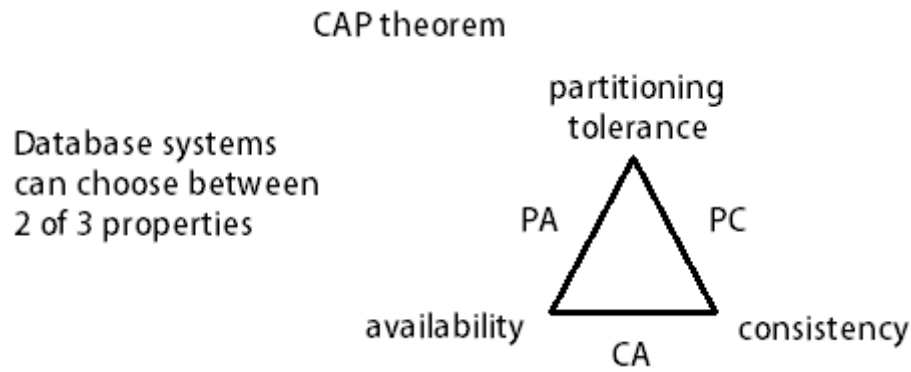 CAP theorem
partitioning
tolerance
Database systems
can choose between
2 of 3 properties
PA
PC
availability
consistency
CA